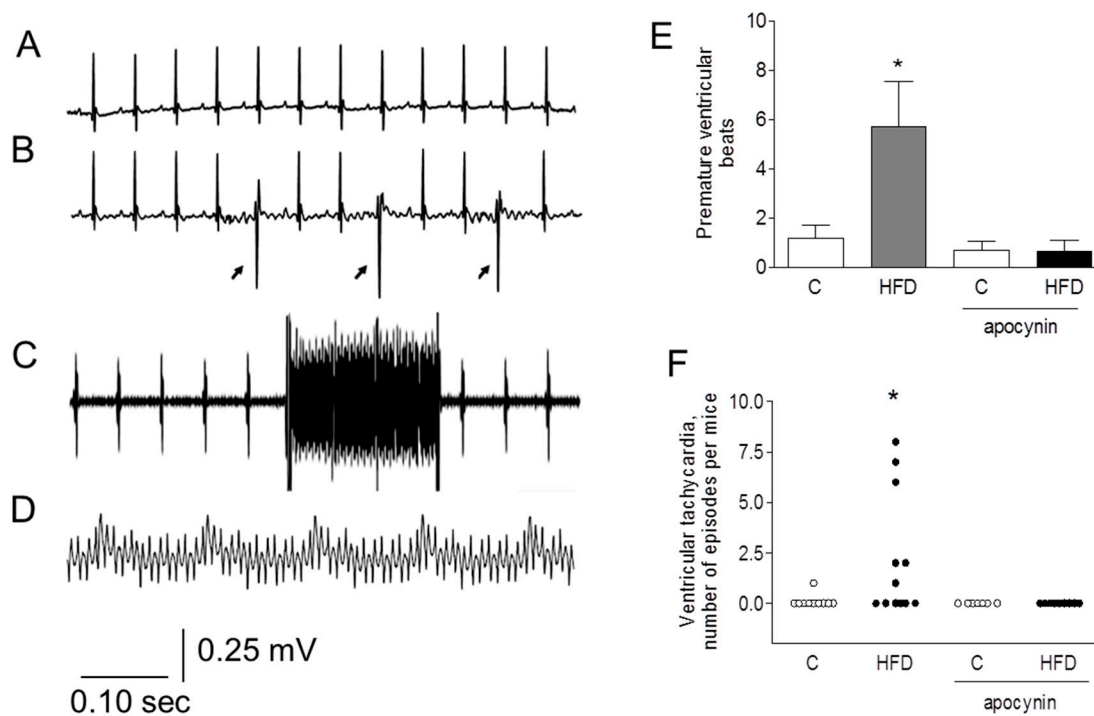 A
B
C
D
0.25 mV
0.10 sec
E
Premature ventricular
beats
10
8
6
4
2
0
*
C
HFD
C
HFD
apocynin
F
Ventricular tachycardia,
number of episodes per mice
10.0
7.5
5.0
2.5
0.0
*
C
HFD
C
HFD
apocynin